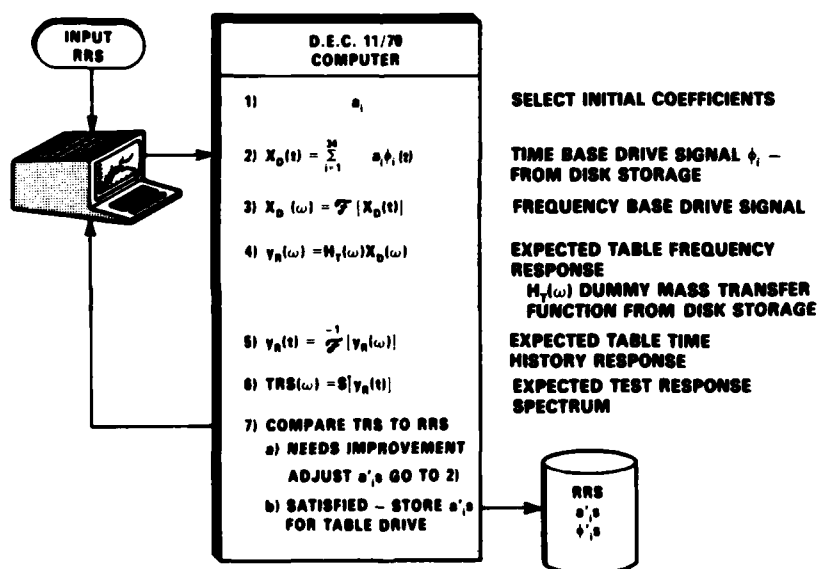 INPUT
RRS
D.E.C. 11/70
COMPUTER
1) aᵢ
SELECT INITIAL COEFFICIENTS
2) X_D(t) = Σ aᵢϕᵢ(t)
i=1
TIME BASE DRIVE SIGNAL ϕᵢ –
FROM DISK STORAGE
3) X_D (ω) = 𝓕 |X_D(t)|
FREQUENCY BASE DRIVE SIGNAL
4) y_R(ω) =H_T(ω)X_D(ω)
EXPECTED TABLE FREQUENCY
RESPONSE
H_T(ω) DUMMY MASS TRANSFER
FUNCTION FROM DISK STORAGE
5) y_R(t) = 𝓕⁻¹ |y_R(ω)|
EXPECTED TABLE TIME
HISTORY RESPONSE
6) TRS(ω) =S[y_R(t)]
EXPECTED TEST RESPONSE
SPECTRUM
7) COMPARE TRS TO RRS
a) NEEDS IMPROVEMENT
ADJUST a'ᵢs GO TO 2)
b) SATISFIED – STORE a'ᵢs
FOR TABLE DRIVE
RRS
a'ᵢs
ϕ'ᵢs